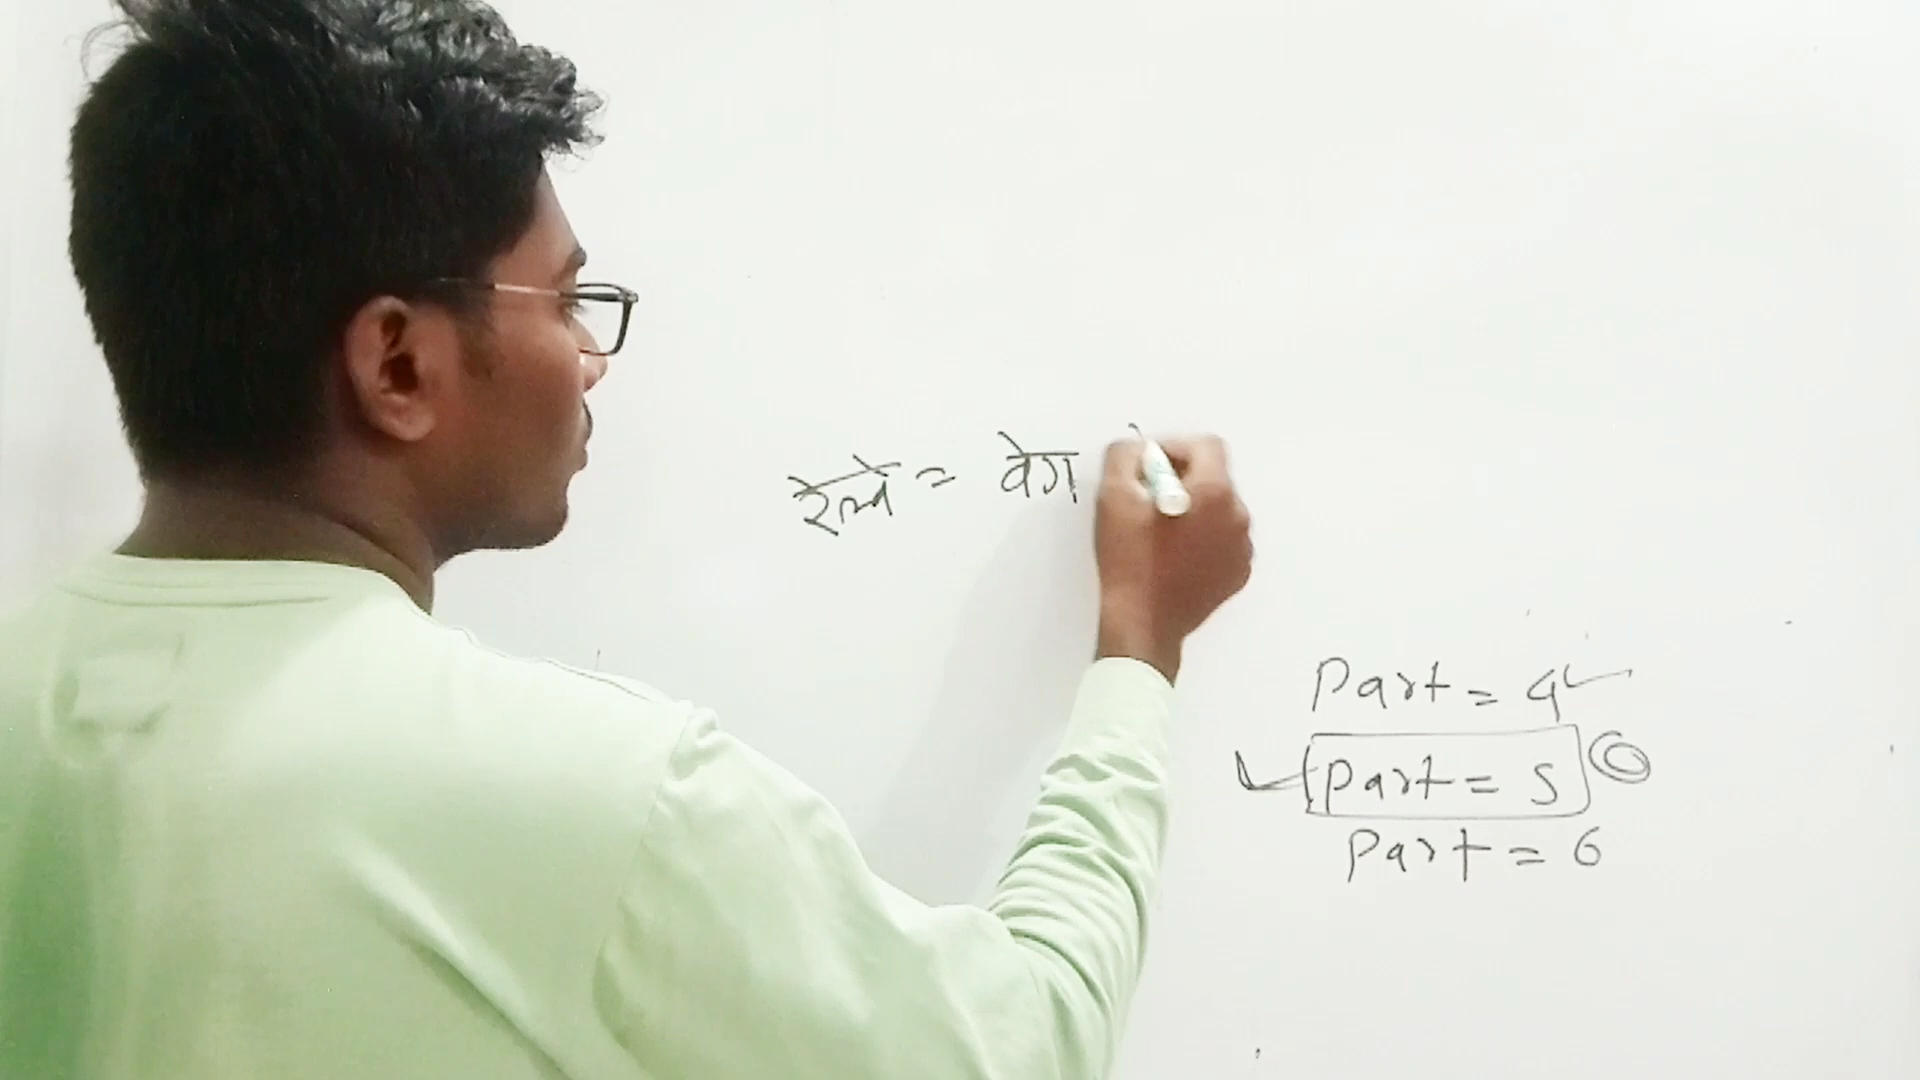 रेल्वे = वेग
Part = 4
Part = 5
Part = 6